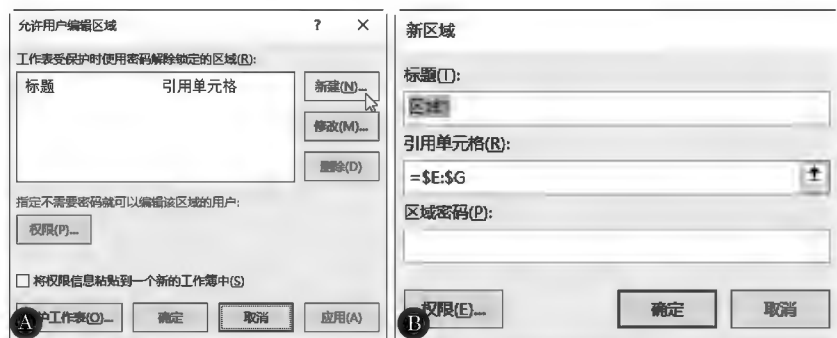 允许用户编辑区域 ? ×
工作表受保护时使用密码解除锁定的区域(R):
标题 引用单元格
新建(N)...
修改(M)...
删除(D)
指定不需要密码就可以编辑该区域的用户:
权限(P)...
将权限信息粘贴到一个新的工作簿中(S)
A 护工作表(O)... 确定 取消 应用(A)
新区域
标题(T):
区域1
引用单元格(R):
=$E:$G
区域密码(P):
B 权限(E)... 确定 取消